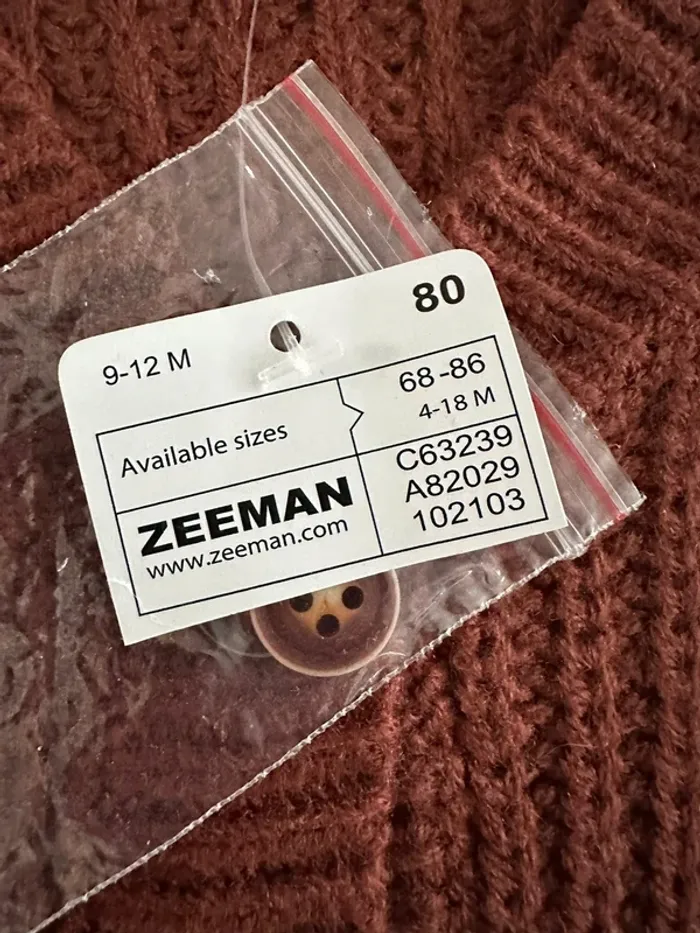 80
9-12 M
Available sizes
68-86
4-18 M
ZEEMAN
www.zeeman.com
C63239
A82029
102103